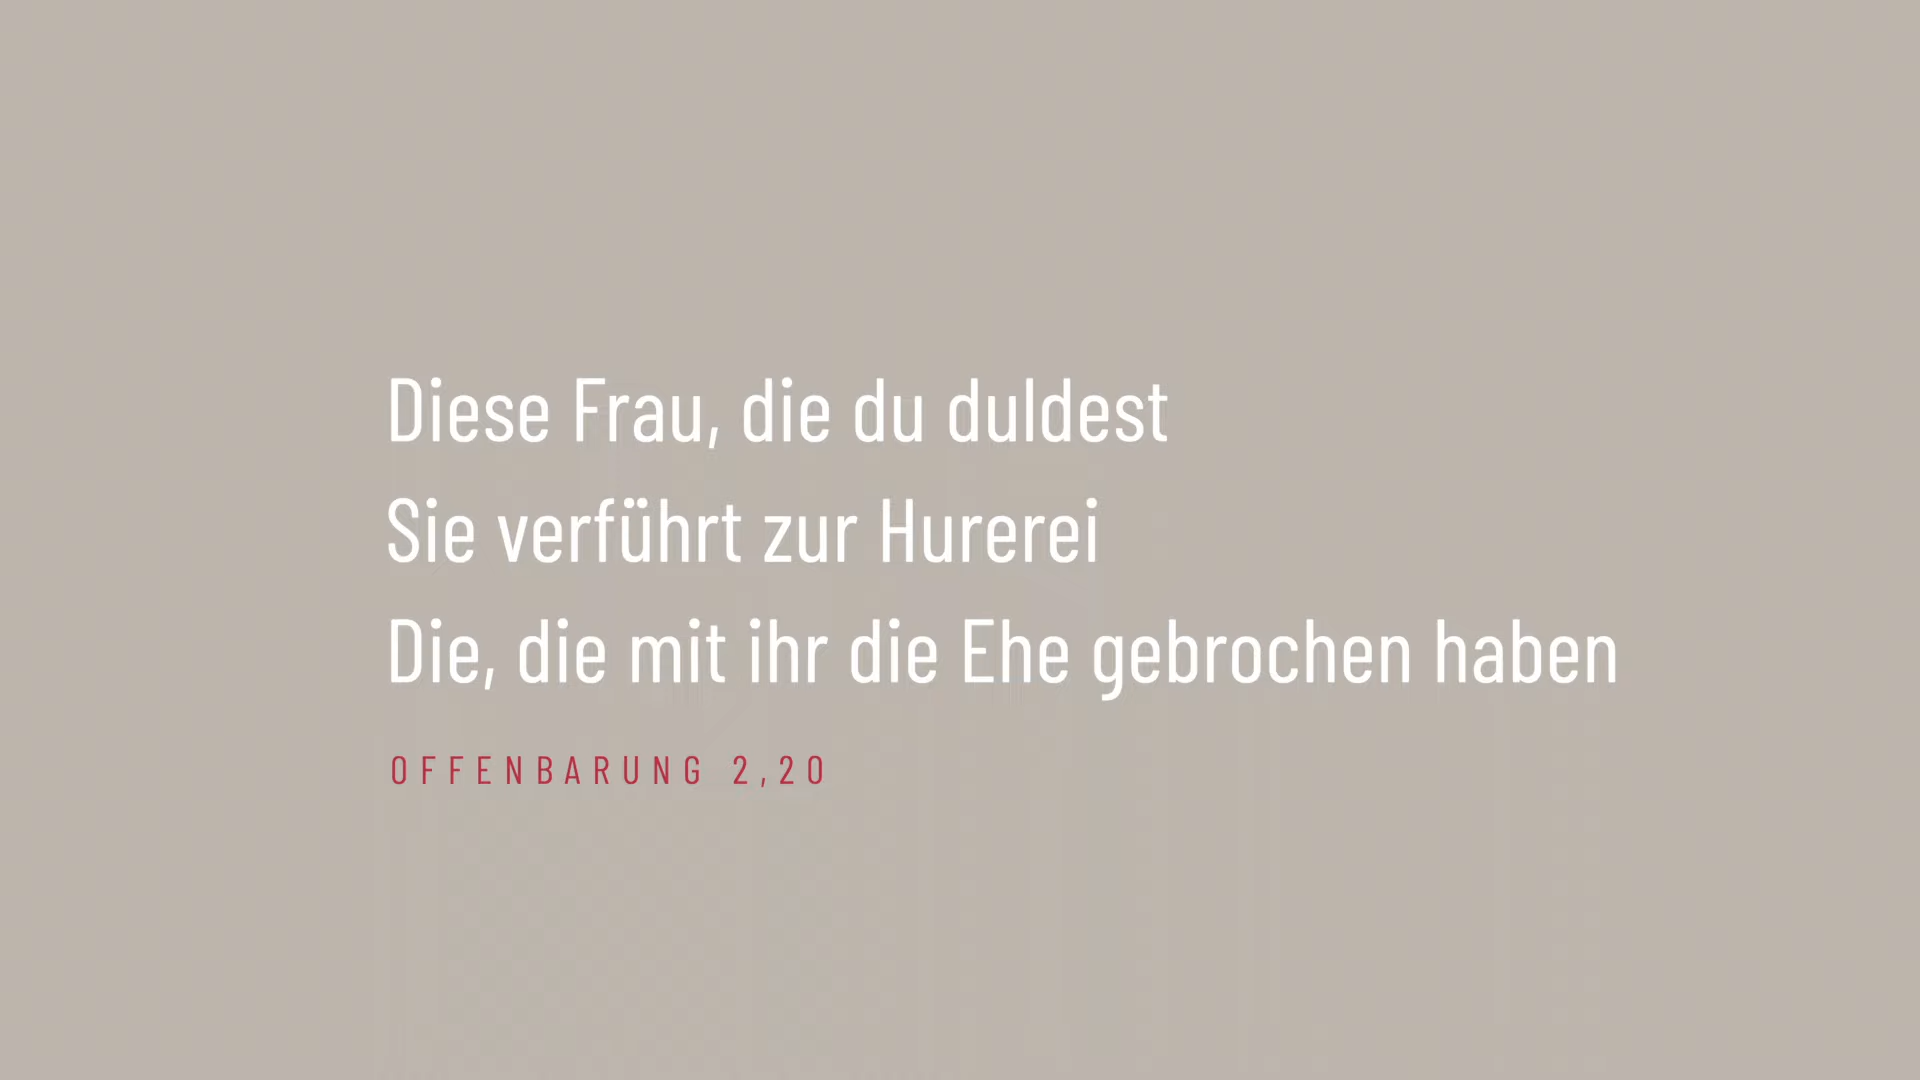 Diese Frau, die du duldest
Sie verführt zur Hurerei
Die, die mit ihr die Ehe gebrochen haben
OFFENBARUNG 2,20